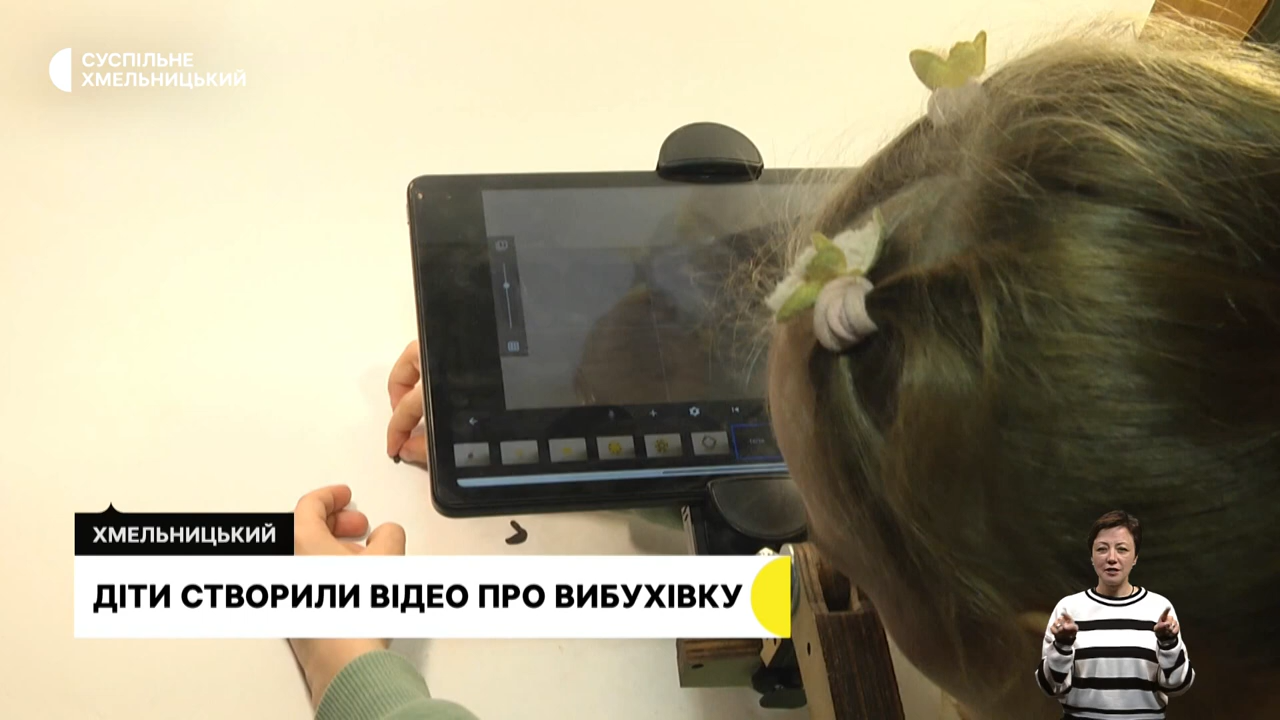 СУСПІЛЬНЕ
ХМЕЛЬНИЦЬКИЙ
ХМЕЛЬНИЦЬКИЙ
ДІТИ СТВОРИЛИ ВІДЕО ПРО ВИБУХІВКУ